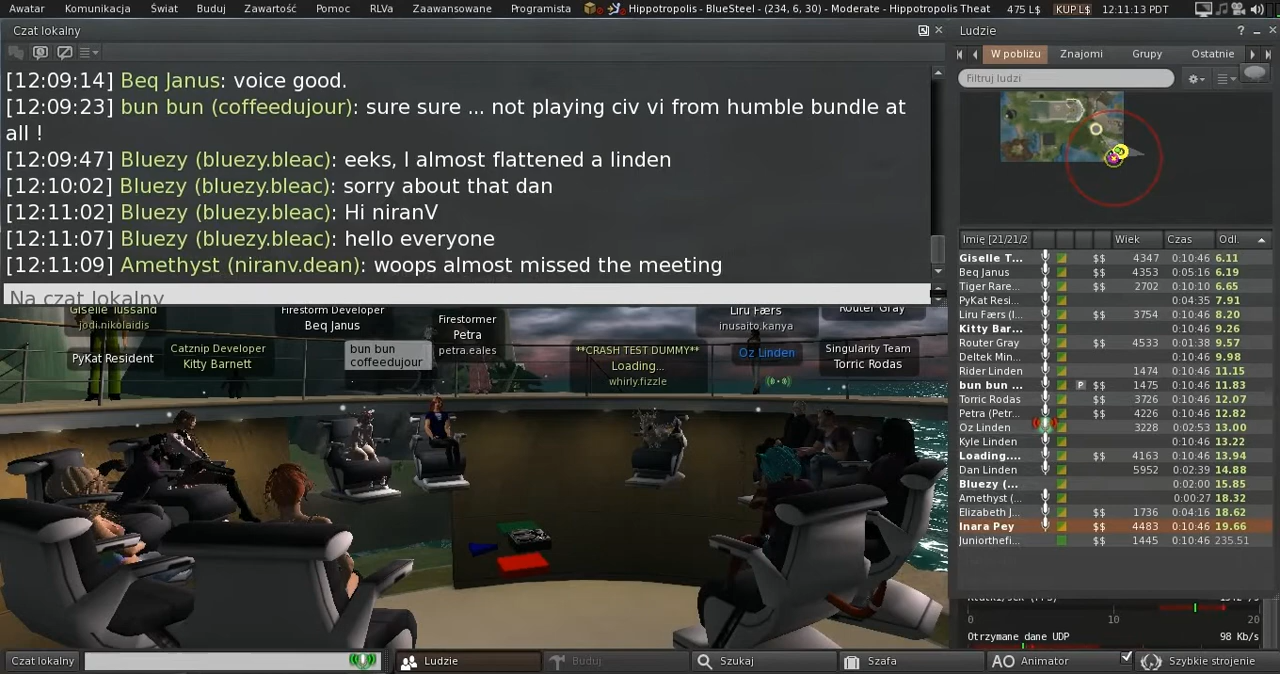 Awatar Komunikacja Świat Buduj Zawartość Pomoc RLVa Zaawansowane Programista Hippotropolis - BlueSteel - (234, 6, 30) - Moderate - Hippotropolis Theat 475 L$ KUP L$ 12:11:13 PDT
Czat lokalny
[12:09:14] Beq Janus: voice good.
[12:09:23] bun bun (coffeedujour): sure sure ... not playing civ vi from humble bundle at
all !
[12:09:47] Bluezy (bluezy.bleac): eeks, I almost flattened a linden
[12:10:02] Bluezy (bluezy.bleac): sorry about that dan
[12:11:02] Bluezy (bluezy.bleac): Hi niranV
[12:11:07] Bluezy (bluezy.bleac): hello everyone
[12:11:09] Amethyst (niranv.dean): woops almost missed the meeting
Na czat lokalny
Giselle Tussand
jodi.nikolaidis
PyKat Resident
Catznip Developer
Kitty Barnett
Firestorm Developer
Beq Janus
bun bun
coffeedujour
Firestormer
Petra
petra.eales
**CRASH TEST DUMMY**
Loading...
whirly.fizzle
Liru Færs
inusaito.kanya
Oz Linden
Router Gray
Singularity Team
Torric Rodas
Ludzie
W pobliżu Znajomi Grupy Ostatnie
Filtruj ludzi
Imię [21/21/2 Wiek Czas Odl.
Giselle T... $$ 4347 0:10:46 6.11
Beq Janus 4353 0:05:16 6.19
Tiger Rare... $$ 2702 0:10:10 6.65
PyKat Resi... 0:04:35 7.91
Liru Færs (I... $$ 3754 0:10:46 8.20
Kitty Bar... 0:10:46 9.26
Router Gray $$ 4533 0:01:38 9.57
Deltek Min... 0:10:46 9.98
Rider Linden 1474 0:10:46 11.15
bun bun ... P $$ 1475 0:10:46 11.83
Torric Rodas $$ 3726 0:10:46 12.07
Petra (Petr... $$ 4226 0:10:46 12.82
Oz Linden 3228 0:02:53 13.00
Kyle Linden 0:10:46 13.22
Loading.... $$ 4163 0:10:46 13.94
Dan Linden 5952 0:02:39 14.88
Bluezy (... 0:02:00 15.85
Amethyst (... 0:00:27 18.32
Elizabeth J... $$ 1736 0:04:16 18.62
Inara Pey $$ 4483 0:10:46 19.66
Juniorthefi... $$ 1445 0:10:46 235.51
0 10 20
Otrzymane dane UDP 98 Kb/s
Czat lokalny Ludzie Buduj Szukaj Szafa AO Animator Szybkie strojenie